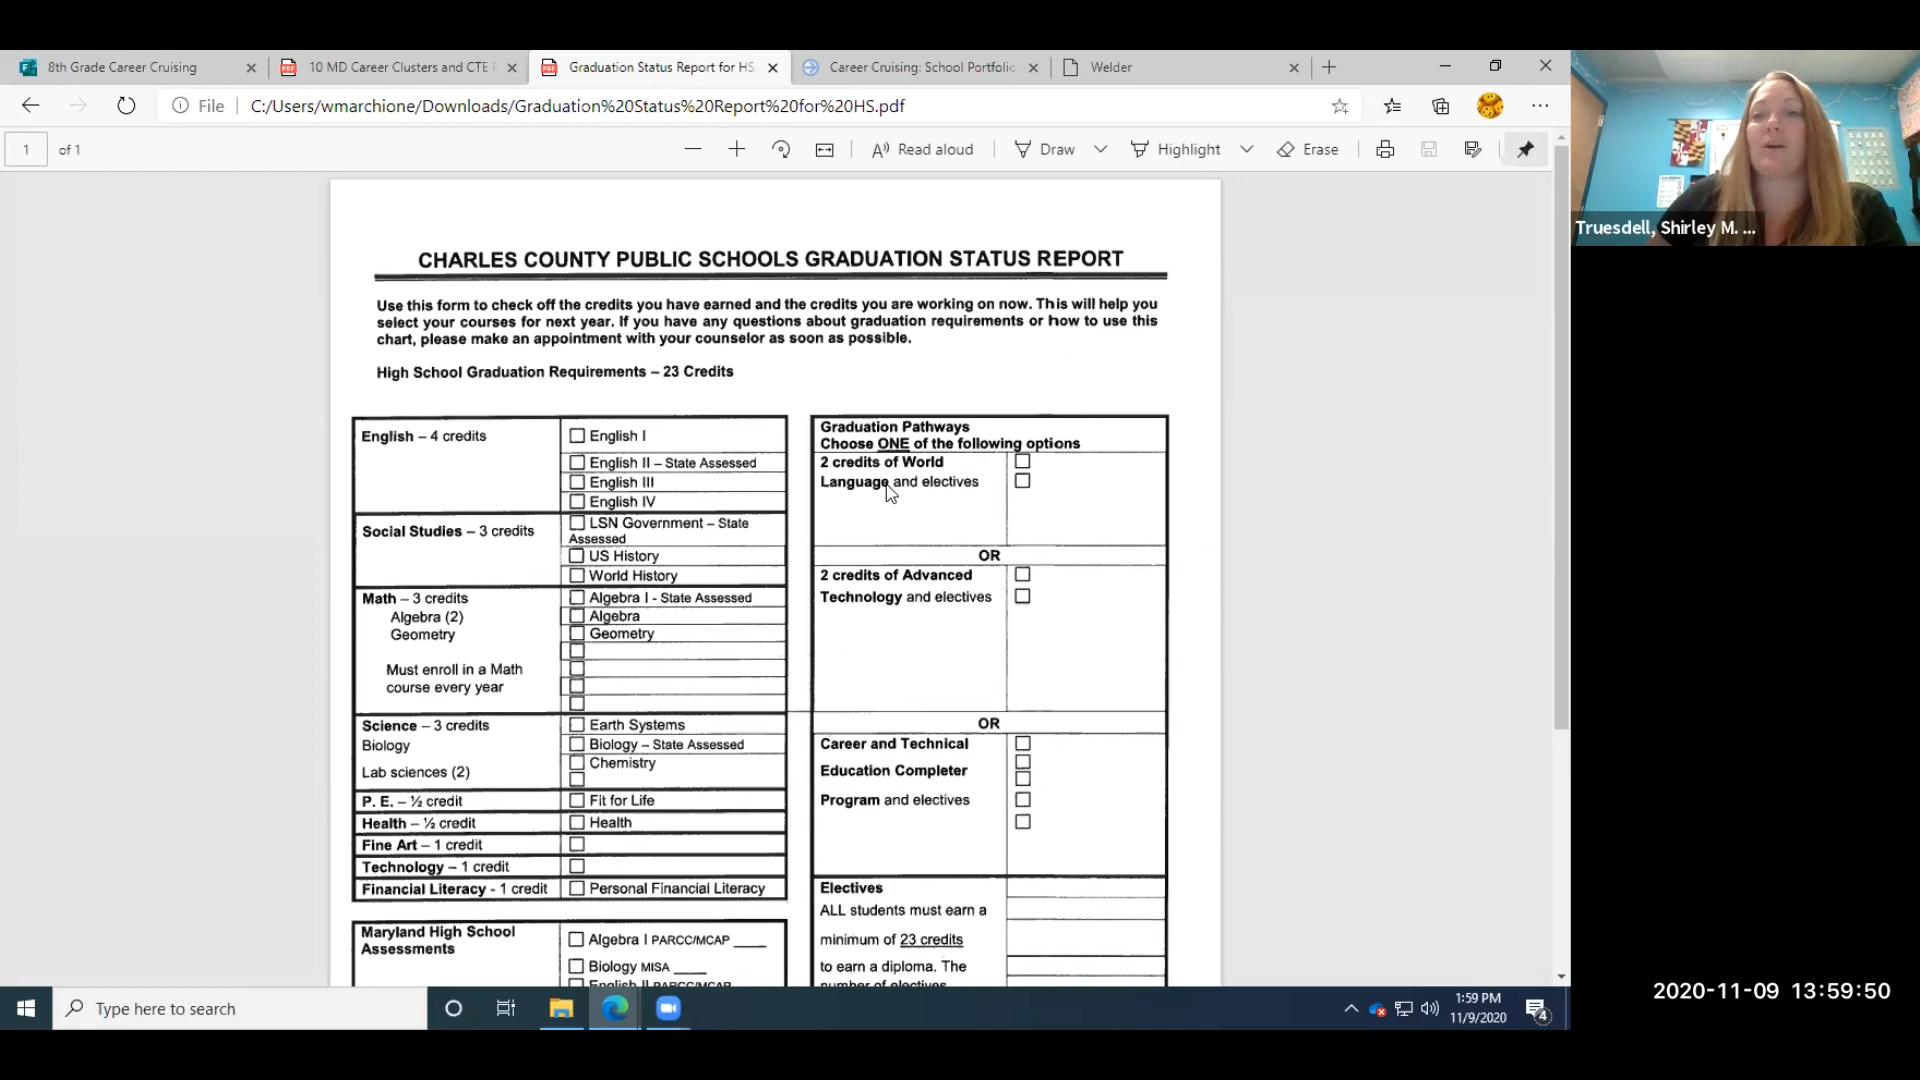 8th Grade Career Cruising
10 MD Career Clusters and CTE
Graduation Status Report for HS
Career Cruising: School Portfolio
Welder
File
C:/Users/wmarchione/Downloads/Graduation%20Status%20Report%20for%20HS.pdf
1 of 1
Read aloud
Draw
Highlight
Erase
Truesdell, Shirley M. ...
CHARLES COUNTY PUBLIC SCHOOLS GRADUATION STATUS REPORT
Use this form to check off the credits you have earned and the credits you are working on now. This will help you
select your courses for next year. If you have any questions about graduation requirements or how to use this
chart, please make an appointment with your counselor as soon as possible.
High School Graduation Requirements – 23 Credits
English – 4 credits
English I
English II – State Assessed
English III
English IV
Social Studies – 3 credits
LSN Government – State
Assessed
US History
World History
Math – 3 credits
Algebra (2)
Geometry
Must enroll in a Math
course every year
Algebra I - State Assessed
Algebra
Geometry
Science – 3 credits
Biology
Lab sciences (2)
Earth Systems
Biology – State Assessed
Chemistry
P. E. – ½ credit
Fit for Life
Health – ½ credit
Health
Fine Art – 1 credit
Technology – 1 credit
Financial Literacy - 1 credit
Personal Financial Literacy
Maryland High School
Assessments
Algebra I PARCC/MCAP ____
Biology MISA ____
English II PARCC/MCAP
Graduation Pathways
Choose ONE of the following options
2 credits of World
Language and electives
OR
2 credits of Advanced
Technology and electives
OR
Career and Technical
Education Completer
Program and electives
Electives
ALL students must earn a
minimum of 23 credits
to earn a diploma. The
number of electives
Type here to search
1:59 PM
11/9/2020
4
2020-11-09 13:59:50